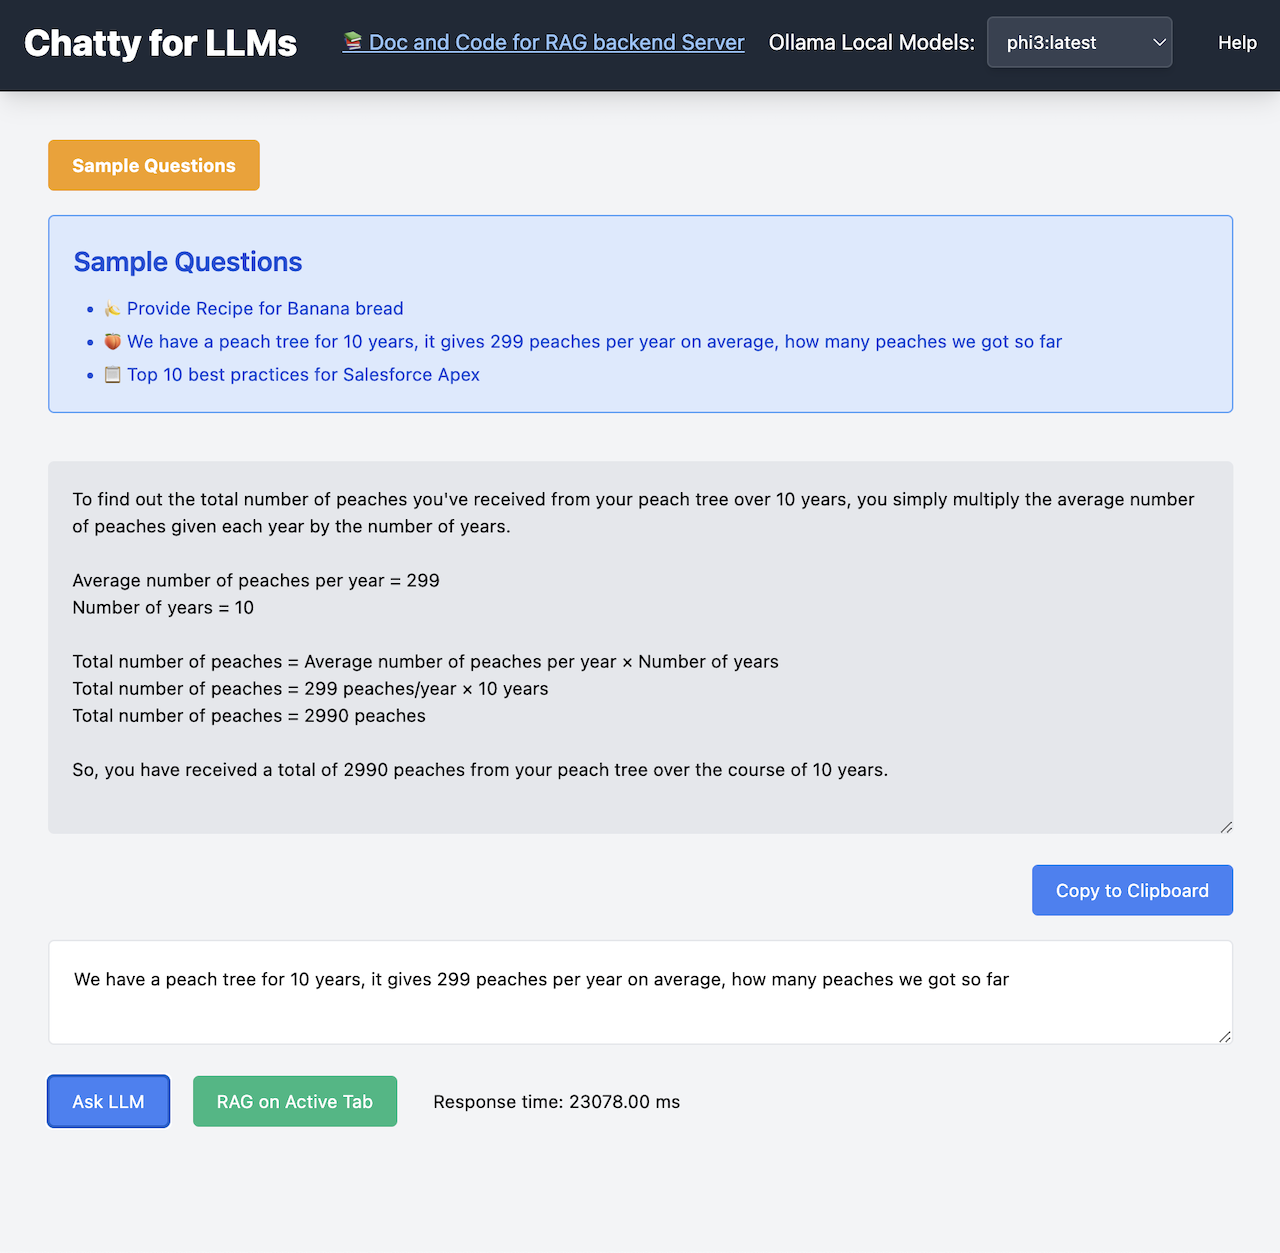 Chatty for LLMs
📚 Doc and Code for RAG backend Server
Ollama Local Models:
phi3:latest
Help
Sample Questions
Sample Questions
• 🍌 Provide Recipe for Banana bread
• 🍑 We have a peach tree for 10 years, it gives 299 peaches per year on average, how many peaches we got so far
• 📋 Top 10 best practices for Salesforce Apex
To find out the total number of peaches you've received from your peach tree over 10 years, you simply multiply the average number
of peaches given each year by the number of years.
Average number of peaches per year = 299
Number of years = 10
Total number of peaches = Average number of peaches per year × Number of years
Total number of peaches = 299 peaches/year × 10 years
Total number of peaches = 2990 peaches
So, you have received a total of 2990 peaches from your peach tree over the course of 10 years.
Copy to Clipboard
We have a peach tree for 10 years, it gives 299 peaches per year on average, how many peaches we got so far
Ask LLM
RAG on Active Tab
Response time: 23078.00 ms